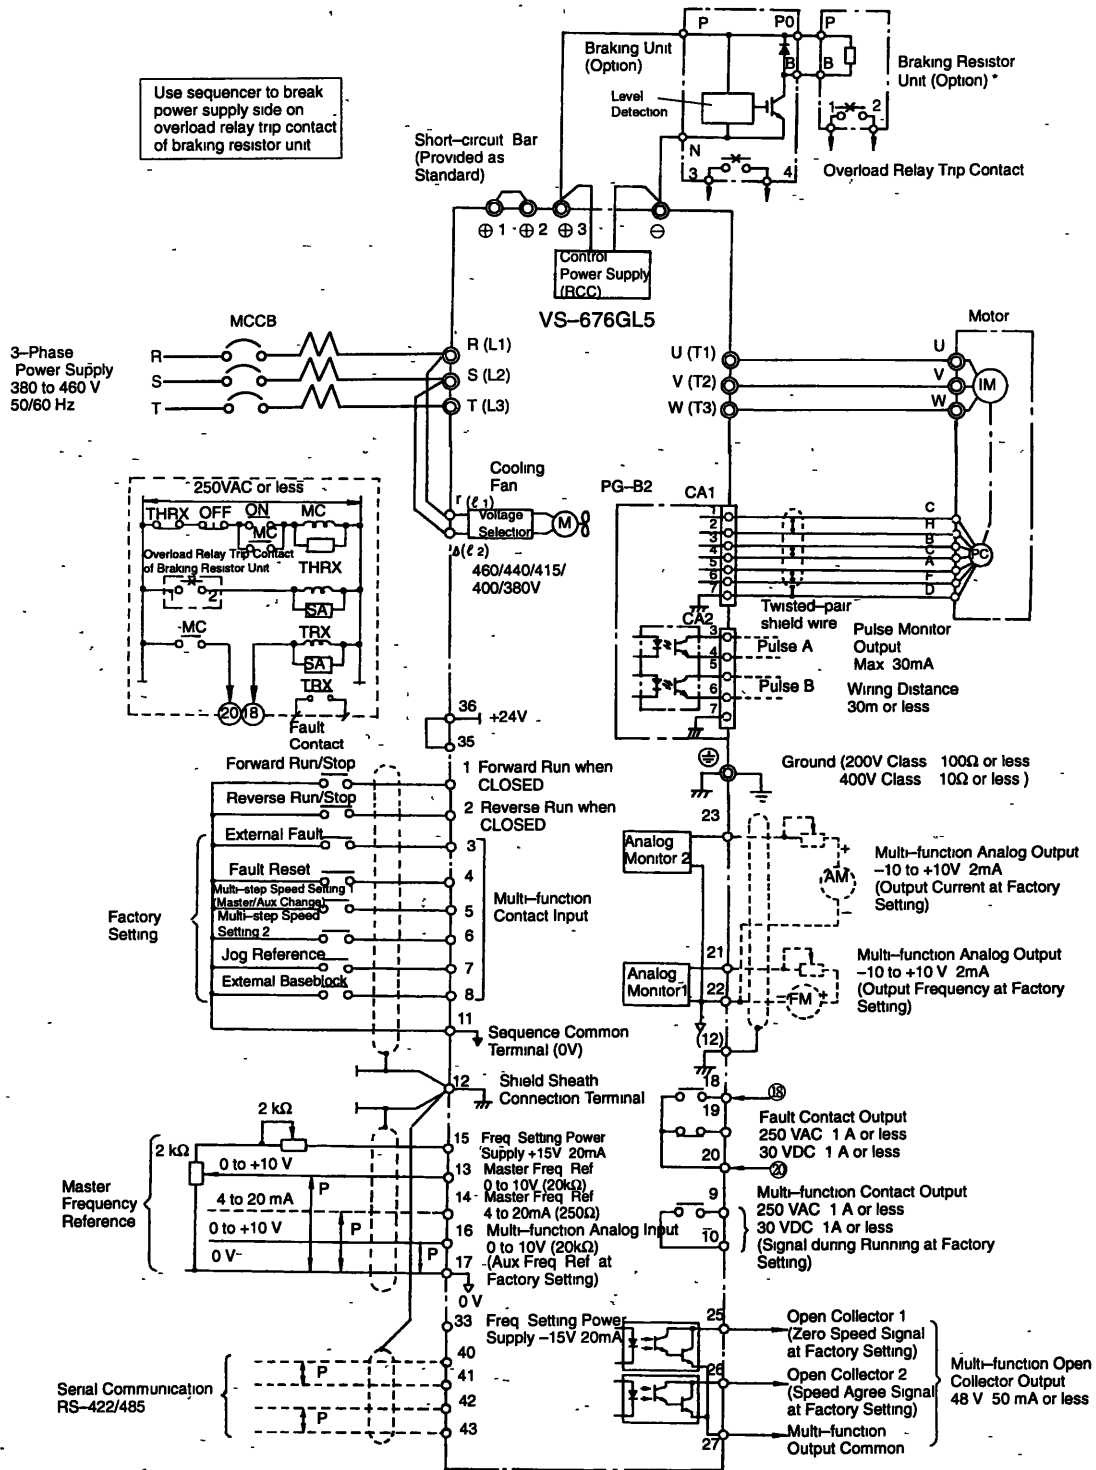 Use sequencer to break
power supply side on
overload relay trip contact
of braking resistor unit
Short-circuit Bar
(Provided as
Standard)
Braking Unit
(Option)
Level
Detection
P
P0
P
B
B
N
3
4
1
2
Braking Resistor
Unit (Option) *
Overload Relay Trip Contact
⊕ 1
⊕ 2
⊕ 3
⊖
Control
Power Supply
(RCC)
VS-676GL5
3-Phase
Power Supply
380 to 460 V
50/60 Hz
MCCB
R
S
T
R (L1)
S (L2)
T (L3)
U (T1)
V (T2)
W (T3)
Motor
U
V
W
IM
250VAC or less
THRX
OFF
ON
MC
MC
Overload Relay Trip Contact
of Braking Resistor Unit
THRX
1
2
SA
MC
TRX
SA
TRX
20
18
Fault
Contact
Cooling
Fan
r (ℓ 1)
Voltage
Selection
M
(ℓ 2)
460/440/415/
400/380V
PG-B2
CA1
1
2
3
4
5
6
7
C
H
B
C
A
F
D
PC
Twisted-pair
shield wire
CA2
3
4
5
6
7
Pulse A
Pulse B
Pulse Monitor
Output
Max 30mA
Wiring Distance
30m or less
Ground (200V Class 100Ω or less
400V Class 10Ω or less )
36
+24V
35
Forward Run/Stop
1 Forward Run when
CLOSED
Reverse Run/Stop
2 Reverse Run when
CLOSED
Factory
Setting
External Fault
3
Fault Reset
4
Multi-step Speed Setting 1
(Master/Aux Change)
5
Multi-step Speed
Setting 2
6
Jog Reference
7
External Baseblock
8
Multi-function
Contact Input
11
Sequence Common
Terminal (0V)
12
Shield Sheath
Connection Terminal
23
Analog
Monitor 2
AM
+
−
Multi-function Analog Output
-10 to +10V 2mA
(Output Current at Factory
Setting)
21
Analog
Monitor1
22
FM
+
Multi-function Analog Output
-10 to +10 V 2mA
(Output Frequency at Factory
Setting)
(12)
18
⑱
19
20
⑳
Fault Contact Output
250 VAC 1 A or less
30 VDC 1 A or less
9
10
Multi-function Contact Output
250 VAC 1 A or less
30 VDC 1A or less
(Signal during Running at Factory
Setting)
Master
Frequency
Reference
2 kΩ
2 kΩ
0 to +10 V
4 to 20 mA
0 to +10 V
0 V
P
P
P
15 Freq Setting Power
Supply +15V 20mA
13 Master Freq Ref
0 to 10V (20kΩ)
14 Master Freq Ref
4 to 20mA (250Ω)
16 Multi-function Analog Input
0 to 10V (20kΩ)
17 (Aux Freq Ref at
Factory Setting)
0 V
33 Freq Setting Power
Supply -15V 20mA
Serial Communication
RS-422/485
P
P
40
41
42
43
25
26
27
Open Collector 1
(Zero Speed Signal
at Factory Setting)
Open Collector 2
(Speed Agree Signal
at Factory Setting)
Multi-function
Output Common
Multi-function Open
Collector Output
48 V 50 mA or less